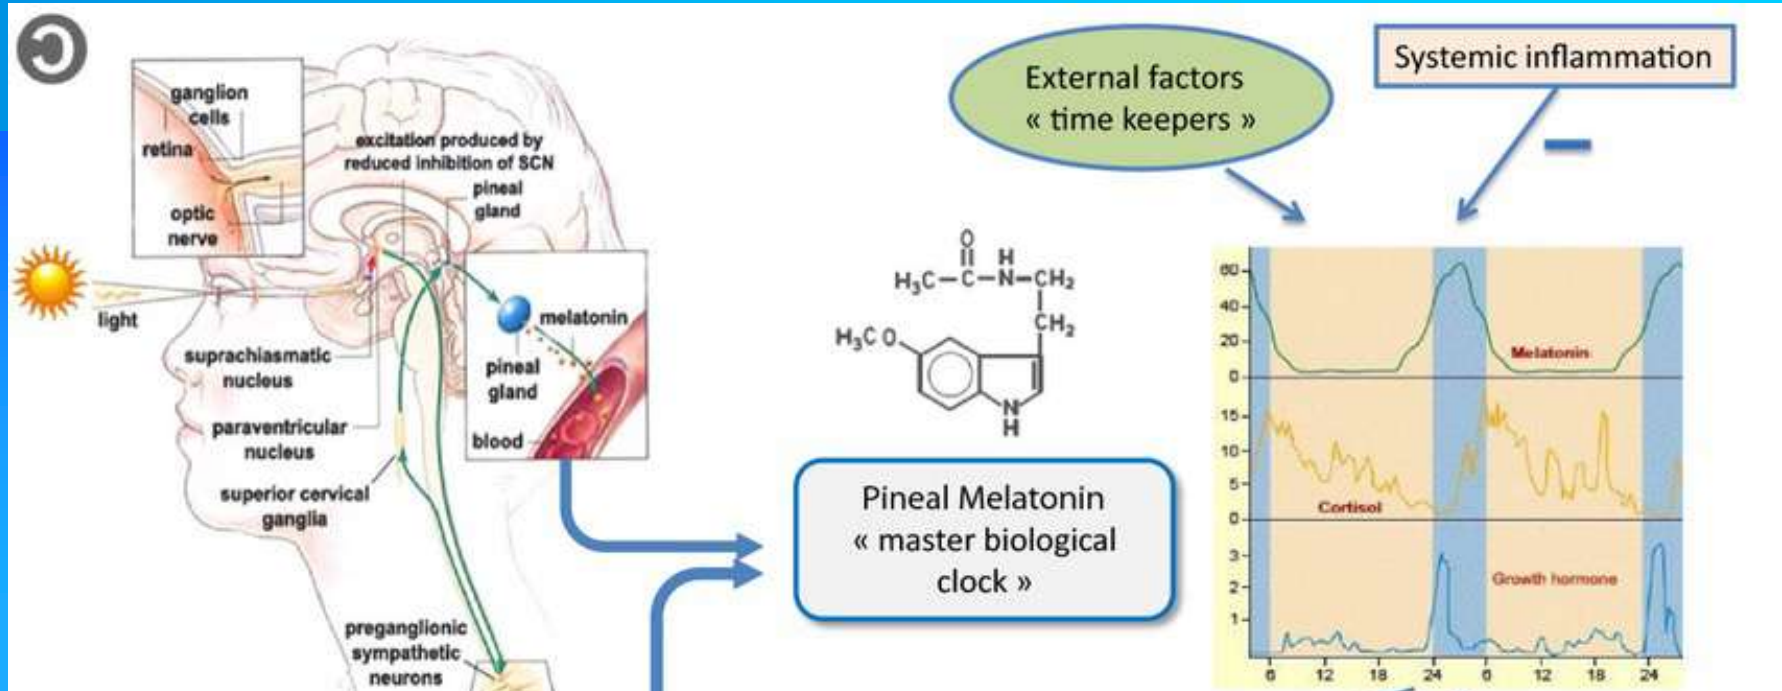 ganglion
cells
retina
optic
nerve
excitation produced by
reduced inhibition of SCN
pineal
gland
light
melatonin
pineal
gland
blood
suprachiasmatic
nucleus
paraventricular
nucleus
superior cervical
ganglia
preganglionic
sympathetic
neurons
O
H₃C–C–N–CH₂
H
CH₂
H₃CO
N
H
Pineal Melatonin
« master biological
clock »
External factors
« time keepers »
Systemic inflammation
60
40
20
0
Melatonin
15
10
5
0
Cortisol
3
2
1
Growth hormone
6 12 18 24 6 12 18 24